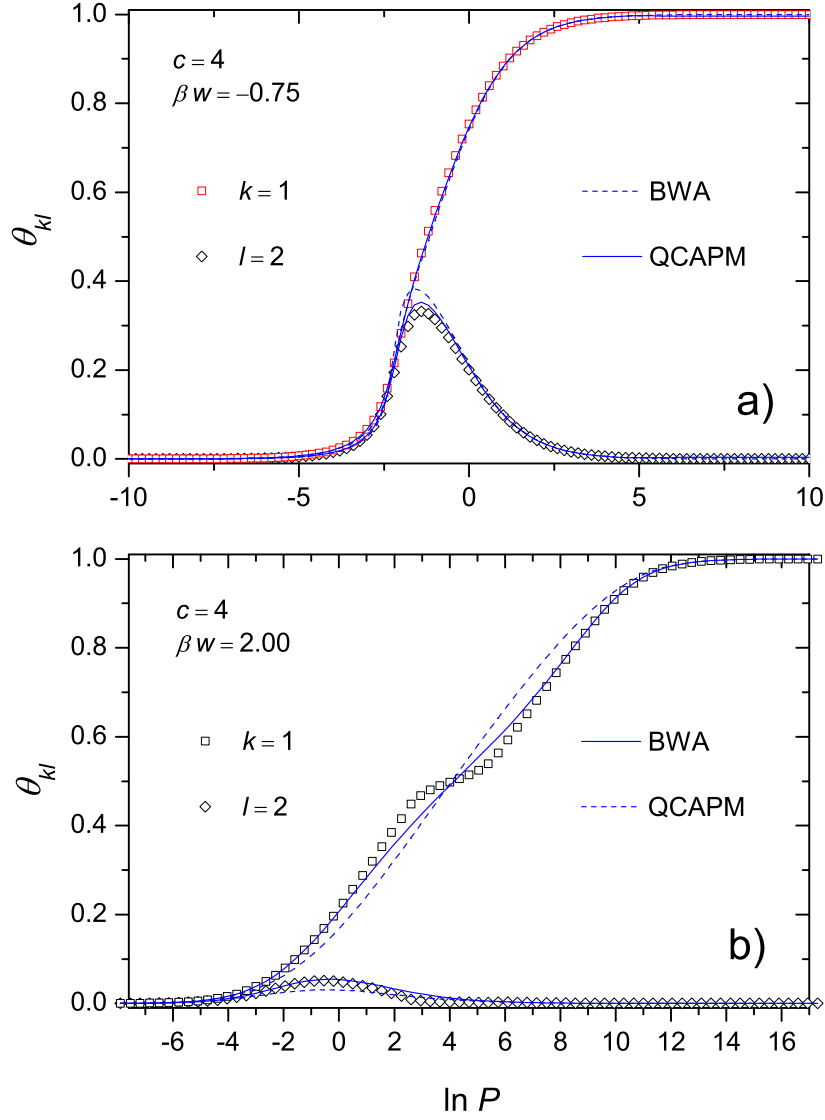 1.0
0.8
0.6
0.4
0.2
0.0
θkl
c = 4
β w = −0.75
k = 1
l = 2
BWA
QCAPM
a)
-10 -5 0 5 10
1.0
0.8
0.6
0.4
0.2
0.0
θkl
c = 4
β w = 2.00
k = 1
l = 2
BWA
QCAPM
b)
-6 -4 -2 0 2 4 6 8 10 12 14 16
ln P